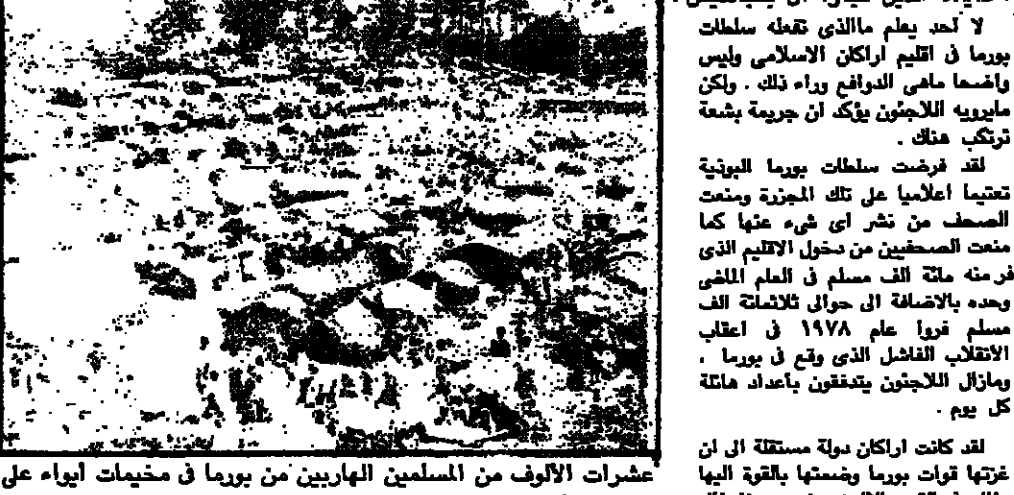 لا أحد يعلم ماالذى تفعله سلطات
بورما فى اقليم اراكان الاسلامى وليس
واضحا ماهى الدوافع وراء ذلك . ولكن
مايرويه اللاجئون يؤكد ان جريمة بشعة
ترتكب هناك .
لقد فرضت سلطات بورما البوذية
تعتيما اعلاميا على تلك المجزرة ومنعت
الصحف من نشر اى شىء عنها كما
منعت الصحفيين من دخول الاقليم الذى
فر منه مائة الف مسلم فى العام الماضى
وحده بالاضافة الى حوالى ثلاثمائة الف
مسلم فروا عام ١٩٧٨ فى اعقاب
الانقلاب الفاشل الذى وقع فى بورما .
ومازال اللاجئون يتدفقون بأعداد هائلة
كل يوم .
لقد كانت اراكان دولة مستقلة الى ان
غزتها قوات بورما وضمتها بالقوة اليها
عشرات الالوف من المسلمين الهاربين من بورما فى مخيمات ايواء على